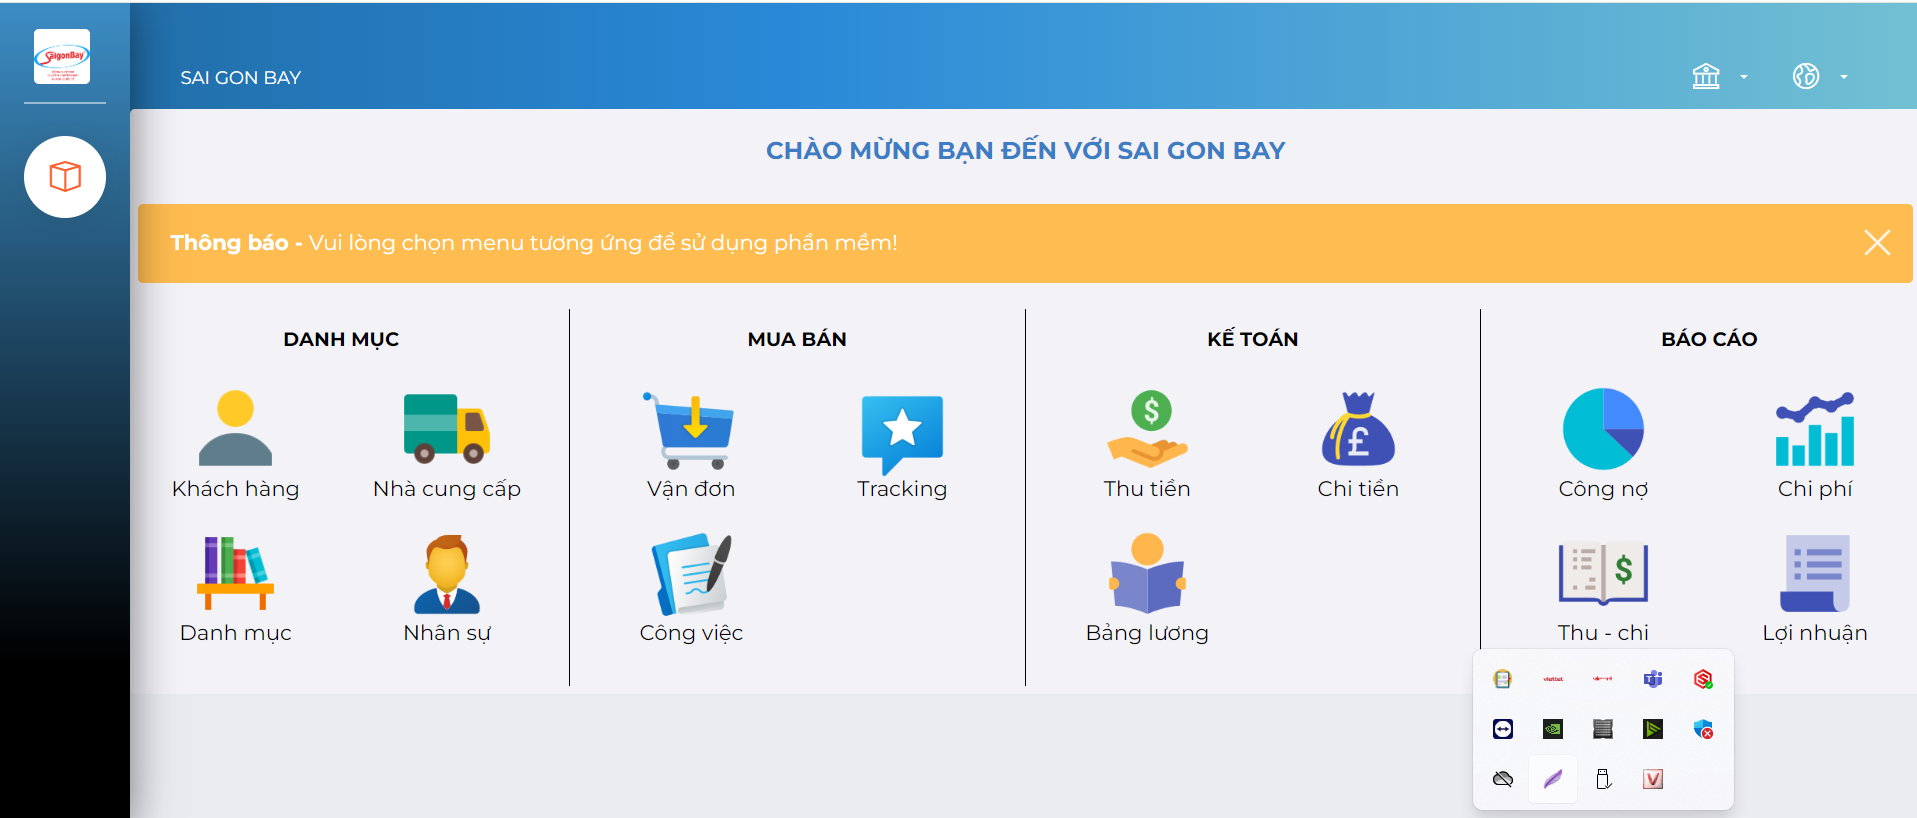 SaigonBay
SAI GON BAY
CHÀO MỪNG BẠN ĐẾN VỚI SAI GON BAY
Thông báo - Vui lòng chọn menu tương ứng để sử dụng phần mềm!
DANH MỤC
Khách hàng
Nhà cung cấp
Danh mục
Nhân sự
MUA BÁN
Vận đơn
Tracking
Công việc
KẾ TOÁN
Thu tiền
Chi tiền
Bảng lương
BÁO CÁO
Công nợ
Chi phí
Thu - chi
Lợi nhuận
viettel